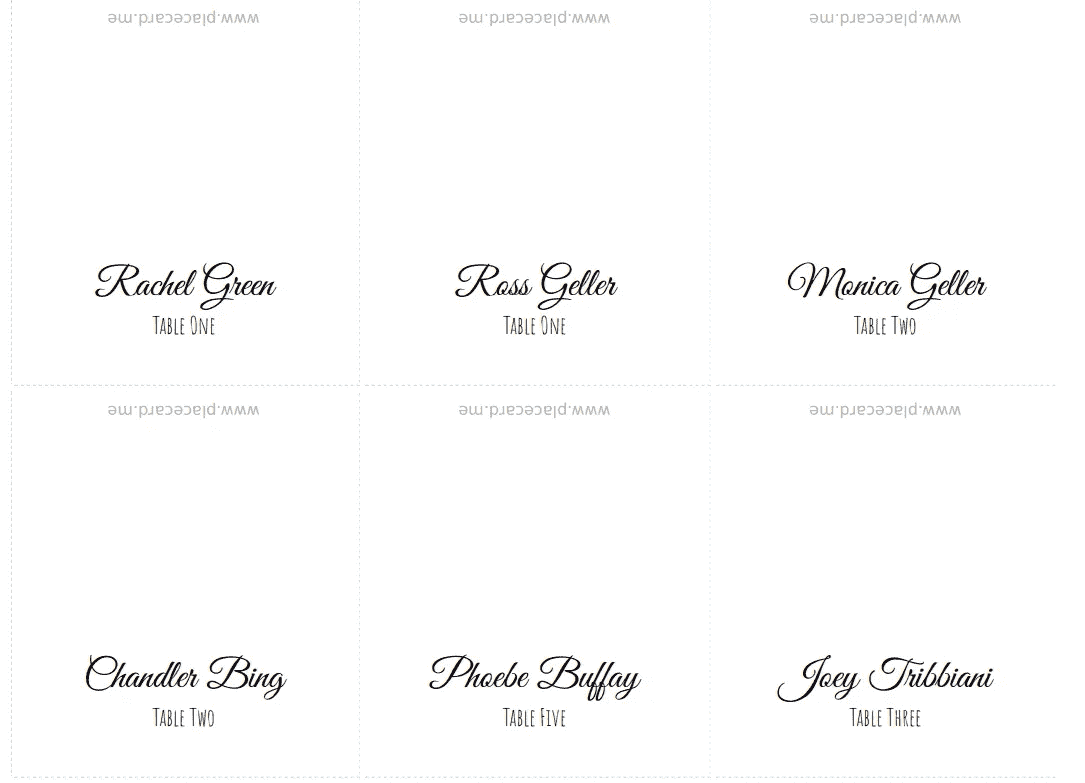 www.placecard.me
www.placecard.me
www.placecard.me
Rachel Green
Table One
Ross Geller
Table One
Monica Geller
Table Two
www.placecard.me
www.placecard.me
www.placecard.me
Chandler Bing
Table Two
Phoebe Buffay
Table Five
Joey Tribbiani
Table Three